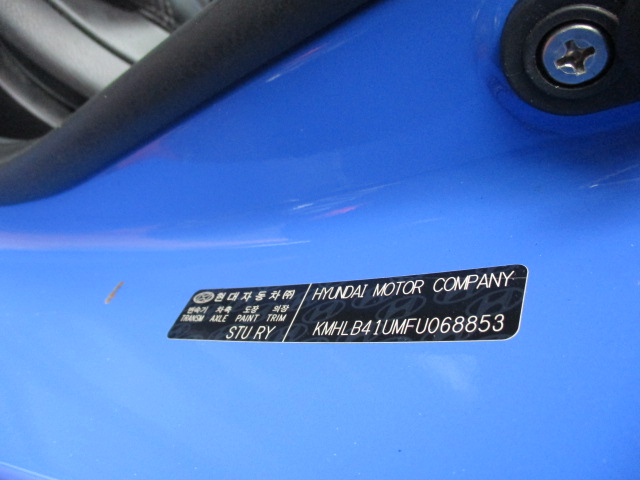 현대자동차㈜
변속기 차축 도장 의장
TRANSM AXLE PAINT TRIM
STU RY
HYUNDAI MOTOR COMPANY
KMHLB41UMFU068853